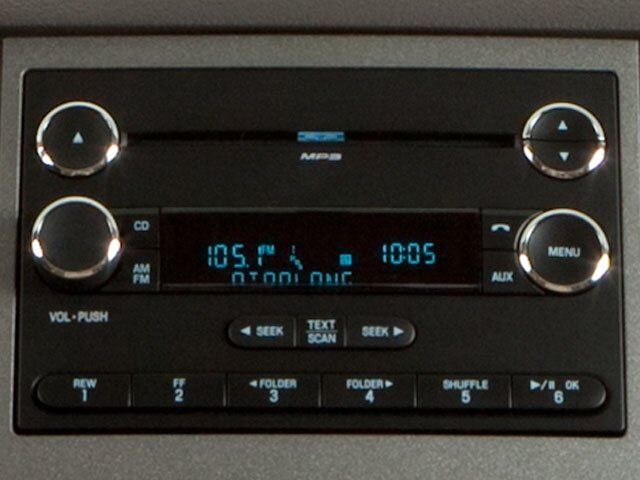 MP3
CD
105.1 FM 10:05
AM
FM
MENU
AUX
VOL•PUSH
◄ SEEK
TEXT
SCAN
SEEK ►
REW
1
FF
2
◄FOLDER
3
FOLDER►
4
SHUFFLE
5
►/II OK
6